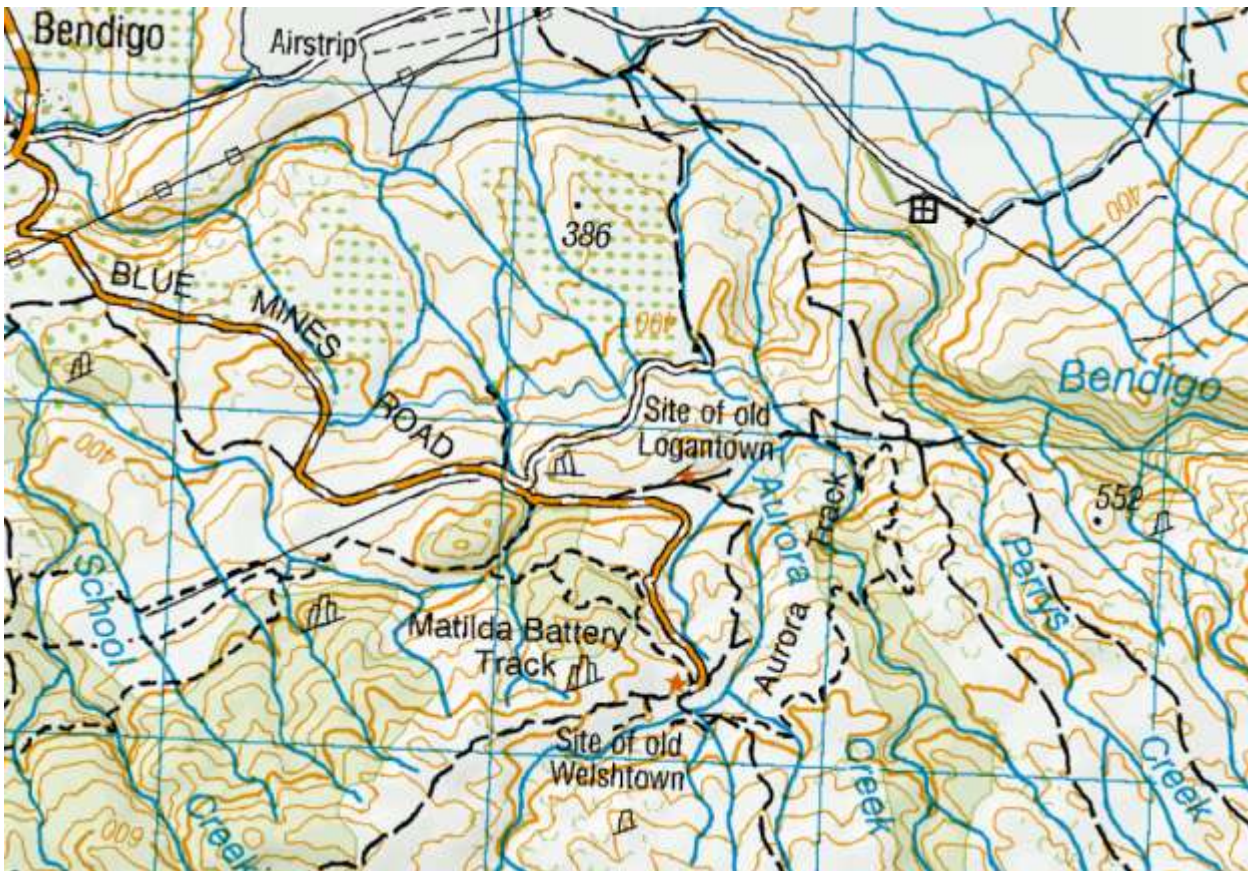 Bendigo
Airstrip
400
386
BLUE
MINES
ROAD
400
Bendigo
Site of old
Logantown
400
552
Aurora
Track
School
Perrys
Matilda Battery
Track
Aurora
Site of old
Welshtown
Creek
Creek
Creek
600